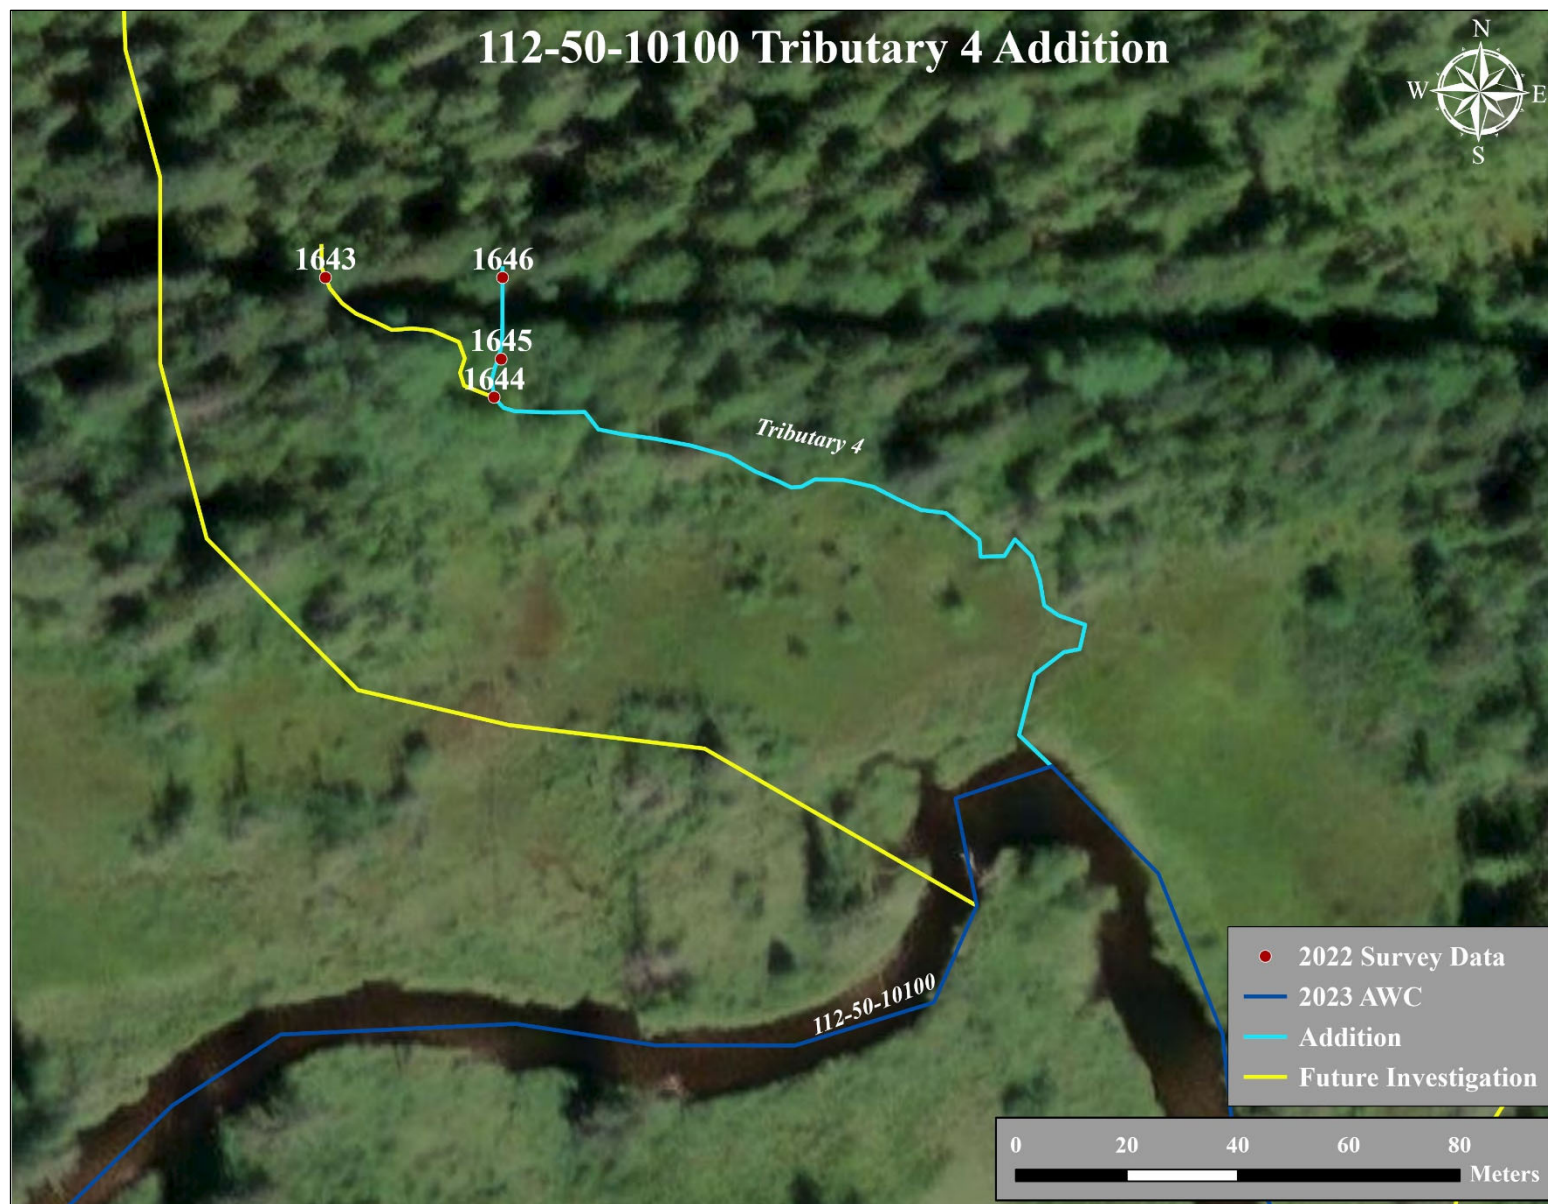 112-50-10100 Tributary 4 Addition
N
W
E
S
1643
1646
1645
1644
Tributary 4
112-50-10100
2022 Survey Data
2023 AWC
Addition
Future Investigation
0 20 40 60 80
Meters